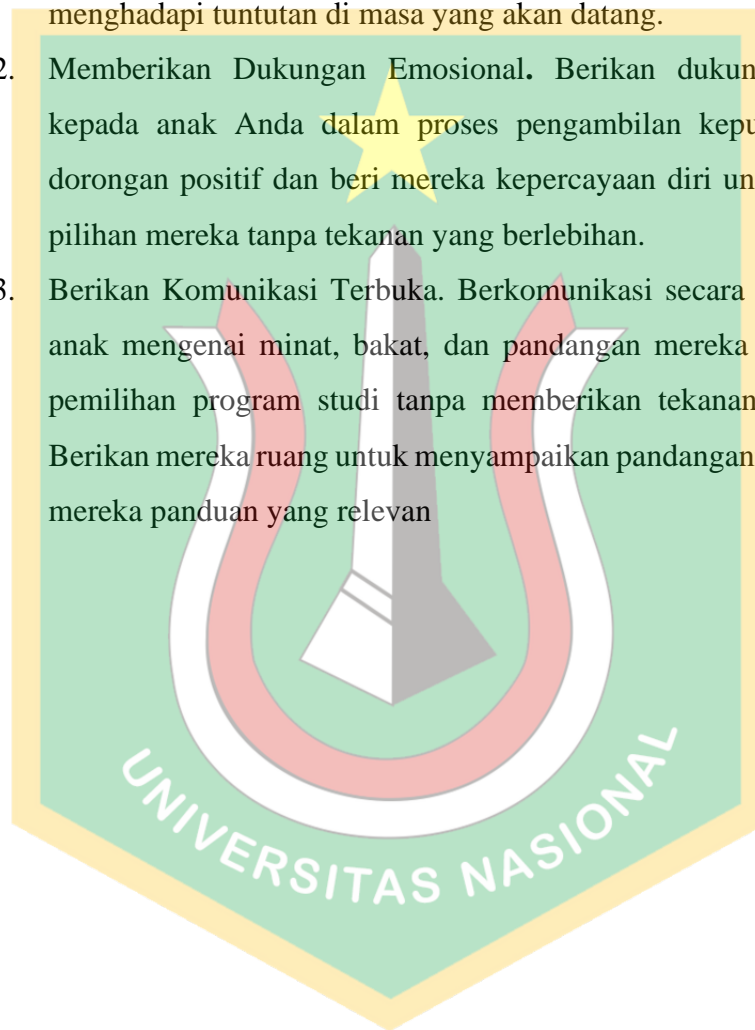 menghadapi tuntutan di masa yang akan datang.
2. Memberikan Dukungan Emosional. Berikan dukun
kepada anak Anda dalam proses pengambilan kepu
dorongan positif dan beri mereka kepercayaan diri un
pilihan mereka tanpa tekanan yang berlebihan.
3. Berikan Komunikasi Terbuka. Berkomunikasi secara
anak mengenai minat, bakat, dan pandangan mereka
pemilihan program studi tanpa memberikan tekanan
Berikan mereka ruang untuk menyampaikan pandangan
mereka panduan yang relevan
UNIVERSITAS NASIONAL